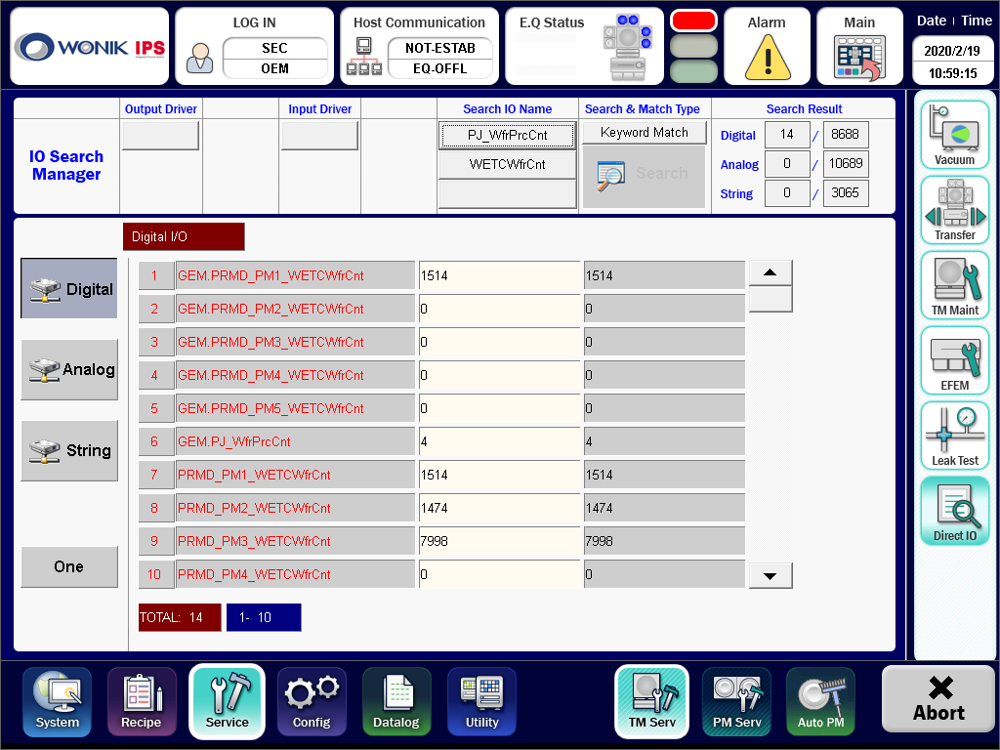 WONIK IPS
LOG IN
SEC
OEM
Host Communication
NOT-ESTAB
EQ-OFFL
E.Q Status
Alarm
Main
Date | Time
2020/2/19
10:59:15
IO Search
Manager
Output Driver
Input Driver
Search IO Name
PJ_WfrPrcCnt
WETCWfrCnt
Search & Match Type
Keyword Match
Search
Search Result
Digital 14 / 8688
Analog 0 / 10689
String 0 / 3065
Digital I/O
Digital
Analog
String
One
1 GEM.PRMD_PM1_WETCWfrCnt 1514 1514
2 GEM.PRMD_PM2_WETCWfrCnt 0 0
3 GEM.PRMD_PM3_WETCWfrCnt 0 0
4 GEM.PRMD_PM4_WETCWfrCnt 0 0
5 GEM.PRMD_PM5_WETCWfrCnt 0 0
6 GEM.PJ_WfrPrcCnt 4 4
7 PRMD_PM1_WETCWfrCnt 1514 1514
8 PRMD_PM2_WETCWfrCnt 1474 1474
9 PRMD_PM3_WETCWfrCnt 7998 7998
10 PRMD_PM4_WETCWfrCnt 0 0
TOTAL: 14
1- 10
Vacuum
Transfer
TM Maint
EFEM
Leak Test
Direct IO
System
Recipe
Service
Config
Datalog
Utility
TM Serv
PM Serv
Auto PM
Abort